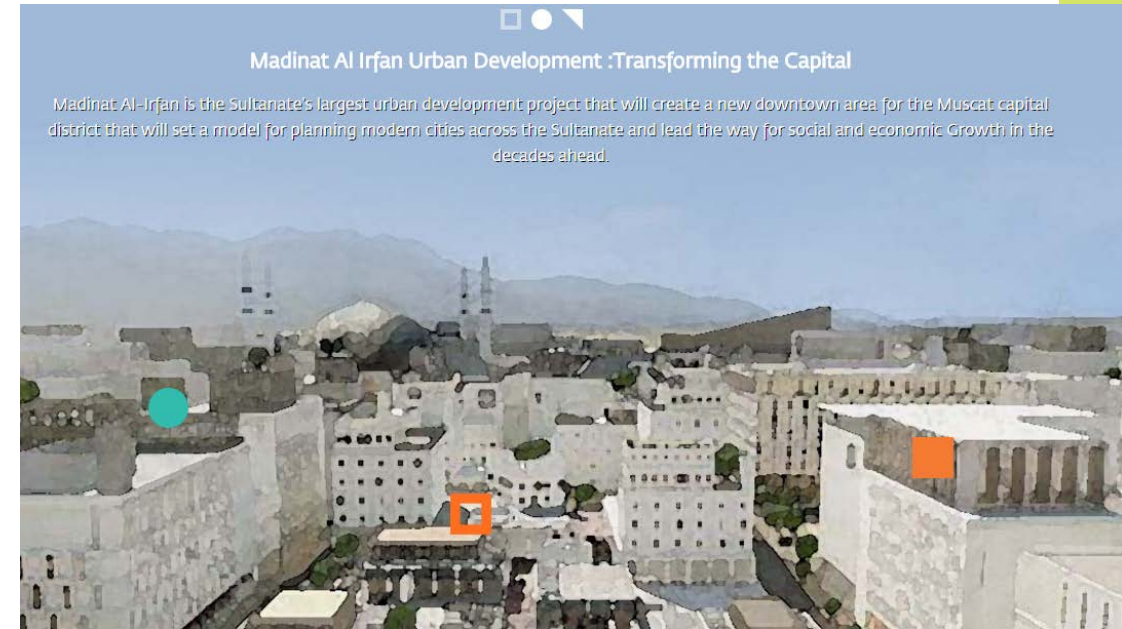 Madinat Al Irfan Urban Development :Transforming the Capital
Madinat Al-Irfan is the Sultanate's largest urban development project that will create a new downtown area for the Muscat capital
district that will set a model for planning modern cities across the Sultanate and lead the way for social and economic Growth in the
decades ahead.